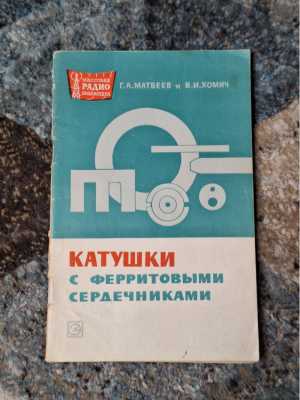 МАССОВАЯ
РАДИО
БИБЛИОТЕКА
Г.А.МАТВЕЕВ и В.И.ХОМИЧ
КАТУШКИ
С ФЕРРИТОВЫМИ
СЕРДЕЧНИКАМИ